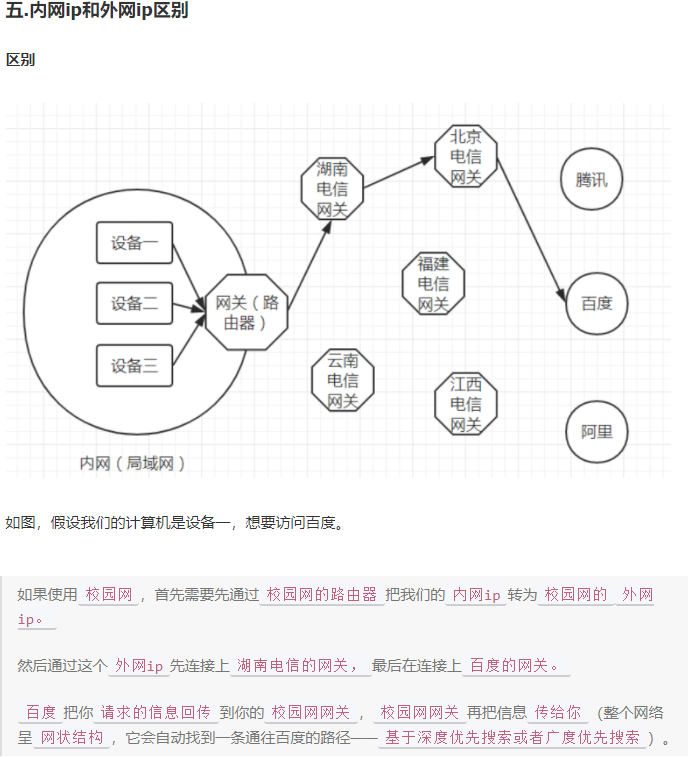 五.内网ip和外网ip区别
区别
湖南
电信
网关
北京
电信
网关
腾讯
设备一
设备二
设备三
网关（路
由器）
福建
电信
网关
百度
云南
电信
网关
江西
电信
网关
阿里
内网（局域网）
如图，假设我们的计算机是设备一，想要访问百度。
如果使用 校园网 ，首先需要先通过 校园网的路由器 把我们的 内网ip 转为 校园网的 外网
ip。
然后通过这个 外网ip 先连接上 湖南电信的网关， 最后在连接上 百度的网关。
百度 把你 请求的信息回传 到你的 校园网网关 ， 校园网网关 再把信息 传给你 （整个网络
呈 网状结构 ，它会自动找到一条通往百度的路径—— 基于深度优先搜索或者广度优先搜索 ）。